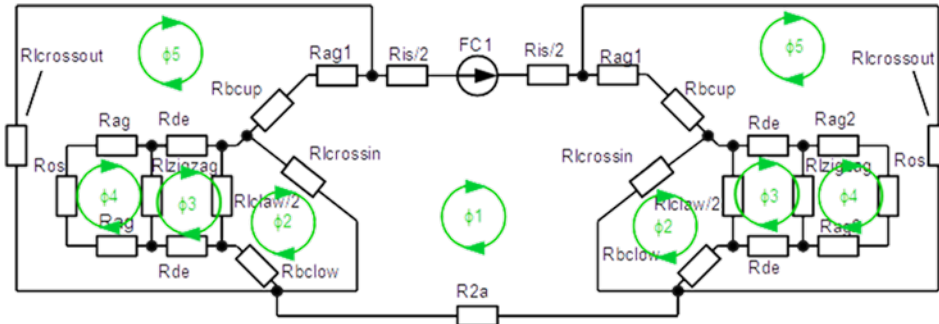 Rlcrossout
ϕ5
Rag1
Ris/2
FC1
Ris/2
Rag1
ϕ5
Rlcrossout
Rbcup
Rbcup
Rag
Rde
Rde
Rag2
Ros
Rlzigzag
Rlcrossin
Rlcrossin
Rlzigzag
Ros
ϕ4
ϕ3
Rlclaw/2
ϕ2
ϕ1
ϕ2
Rlclaw/2
ϕ3
ϕ4
Rag
Rag2
Rde
Rbclow
Rbclow
Rde
R2a